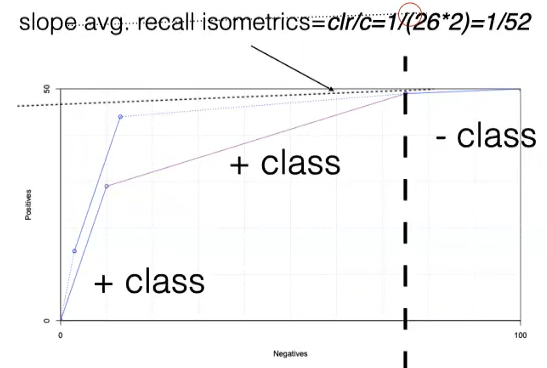 slope avg. recall isometrics=clr/c=1/(26*2)=1/52
50
- class
+ class
Positives
+ class
0
0
100
Negatives